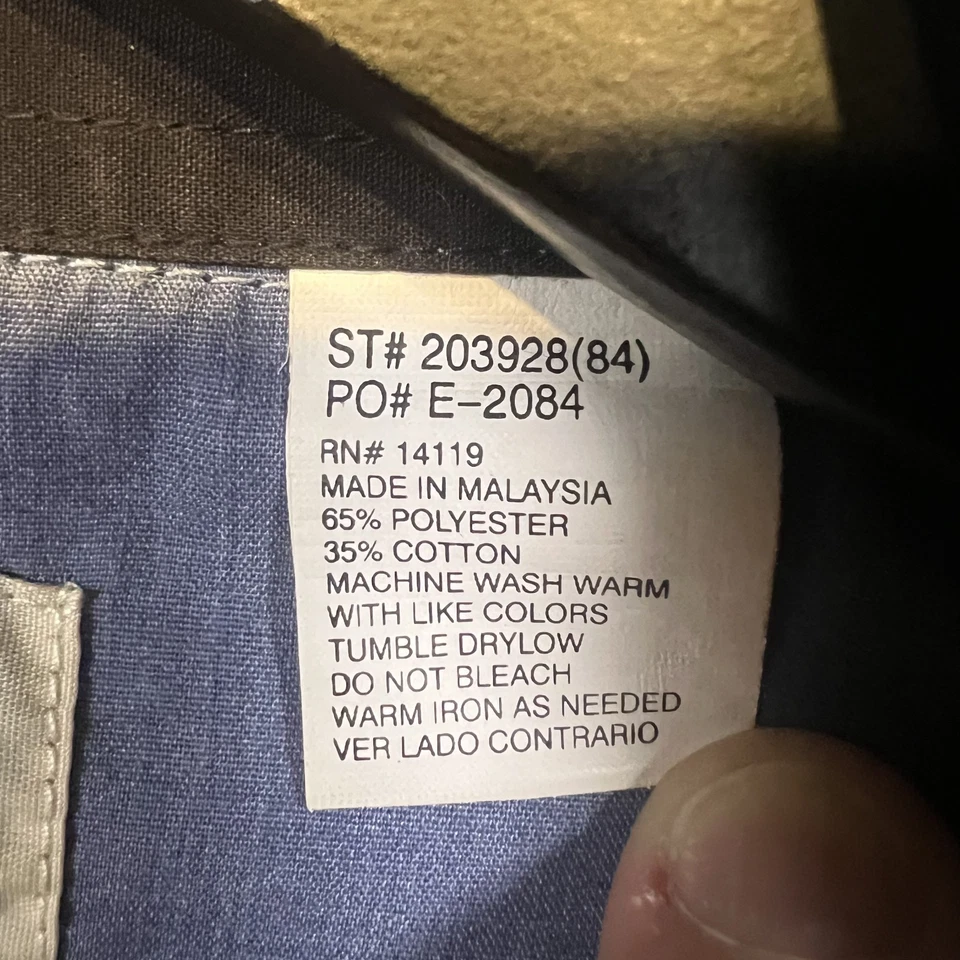 ST# 203928(84)
PO# E-2084
RN# 14119
MADE IN MALAYSIA
65% POLYESTER
35% COTTON
MACHINE WASH WARM
WITH LIKE COLORS
TUMBLE DRYLOW
DO NOT BLEACH
WARM IRON AS NEEDED
VER LADO CONTRARIO